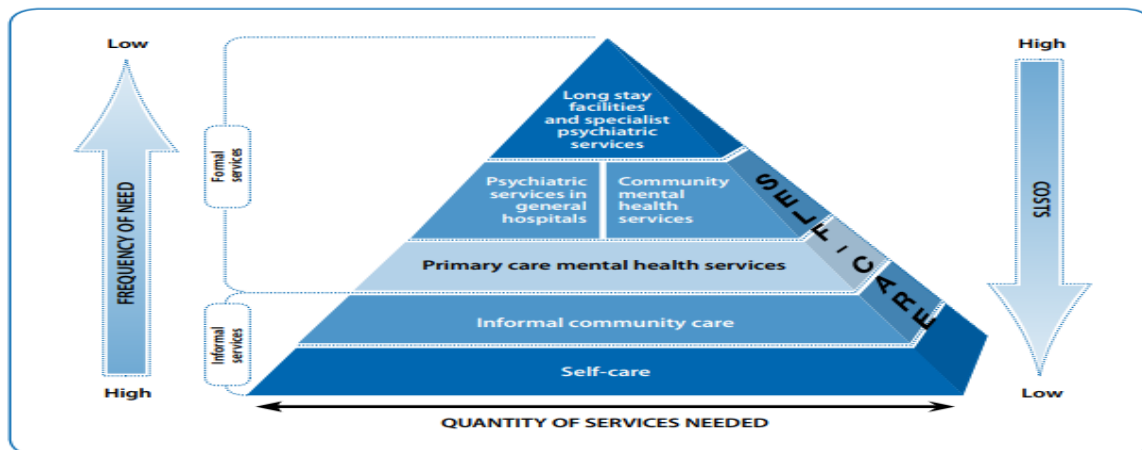 Low
High
Long stay
facilities
and specialist
psychiatric
services
Formal
services
FREQUENCY OF NEED
Psychiatric
services in
general
hospitals
Community
mental
health
services
SELF-CARE
COSTS
Primary care mental health services
Informal
services
Informal community care
Self-care
High
Low
QUANTITY OF SERVICES NEEDED